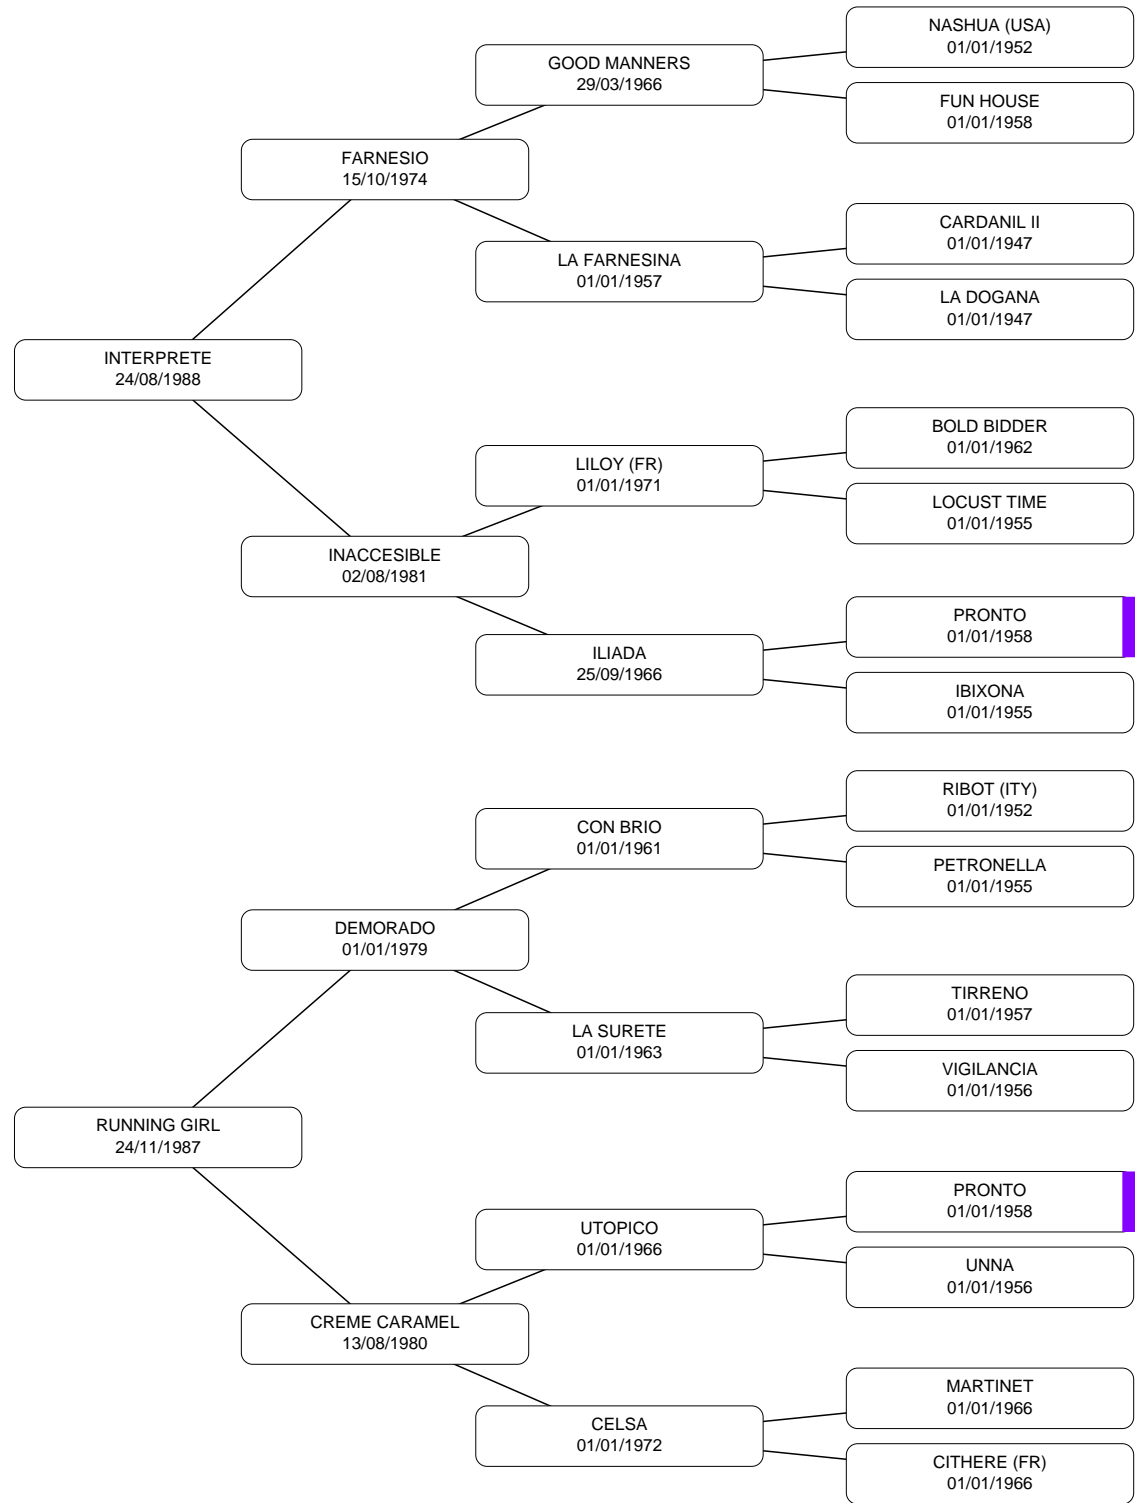 NASHUA (USA)
01/01/1952
GOOD MANNERS
29/03/1966
FUN HOUSE
01/01/1958
FARNESIO
15/10/1974
CARDANIL II
01/01/1947
LA FARNESINA
01/01/1957
LA DOGANA
01/01/1947
INTERPRETE
24/08/1988
BOLD BIDDER
01/01/1962
LILOY (FR)
01/01/1971
LOCUST TIME
01/01/1955
INACCESIBLE
02/08/1981
PRONTO
01/01/1958
ILIADA
25/09/1966
IBIXONA
01/01/1955
RIBOT (ITY)
01/01/1952
CON BRIO
01/01/1961
PETRONELLA
01/01/1955
DEMORADO
01/01/1979
TIRRENO
01/01/1957
LA SURETE
01/01/1963
VIGILANCIA
01/01/1956
RUNNING GIRL
24/11/1987
PRONTO
01/01/1958
UTOPICO
01/01/1966
UNNA
01/01/1956
CREME CARAMEL
13/08/1980
MARTINET
01/01/1966
CELSA
01/01/1972
CITHERE (FR)
01/01/1966